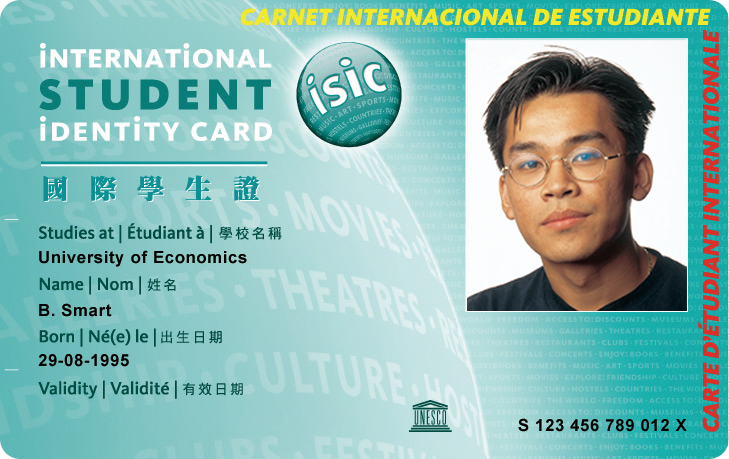 CARNET INTERNACIONAL DE ESTUDIANTE
iNTERNATiONAL
STUDENT
iDENTiTY CARD
isic
國際學生證
Studies at | Étudiant à | 學校名稱
University of Economics
Name | Nom | 姓名
B. Smart
Born | Né(e) le | 出生日期
29-08-1995
Validity | Validité | 有效日期
UNESCO
S 123 456 789 012 X
CARTE D'ÉTUDIANT INTERNATIONALE